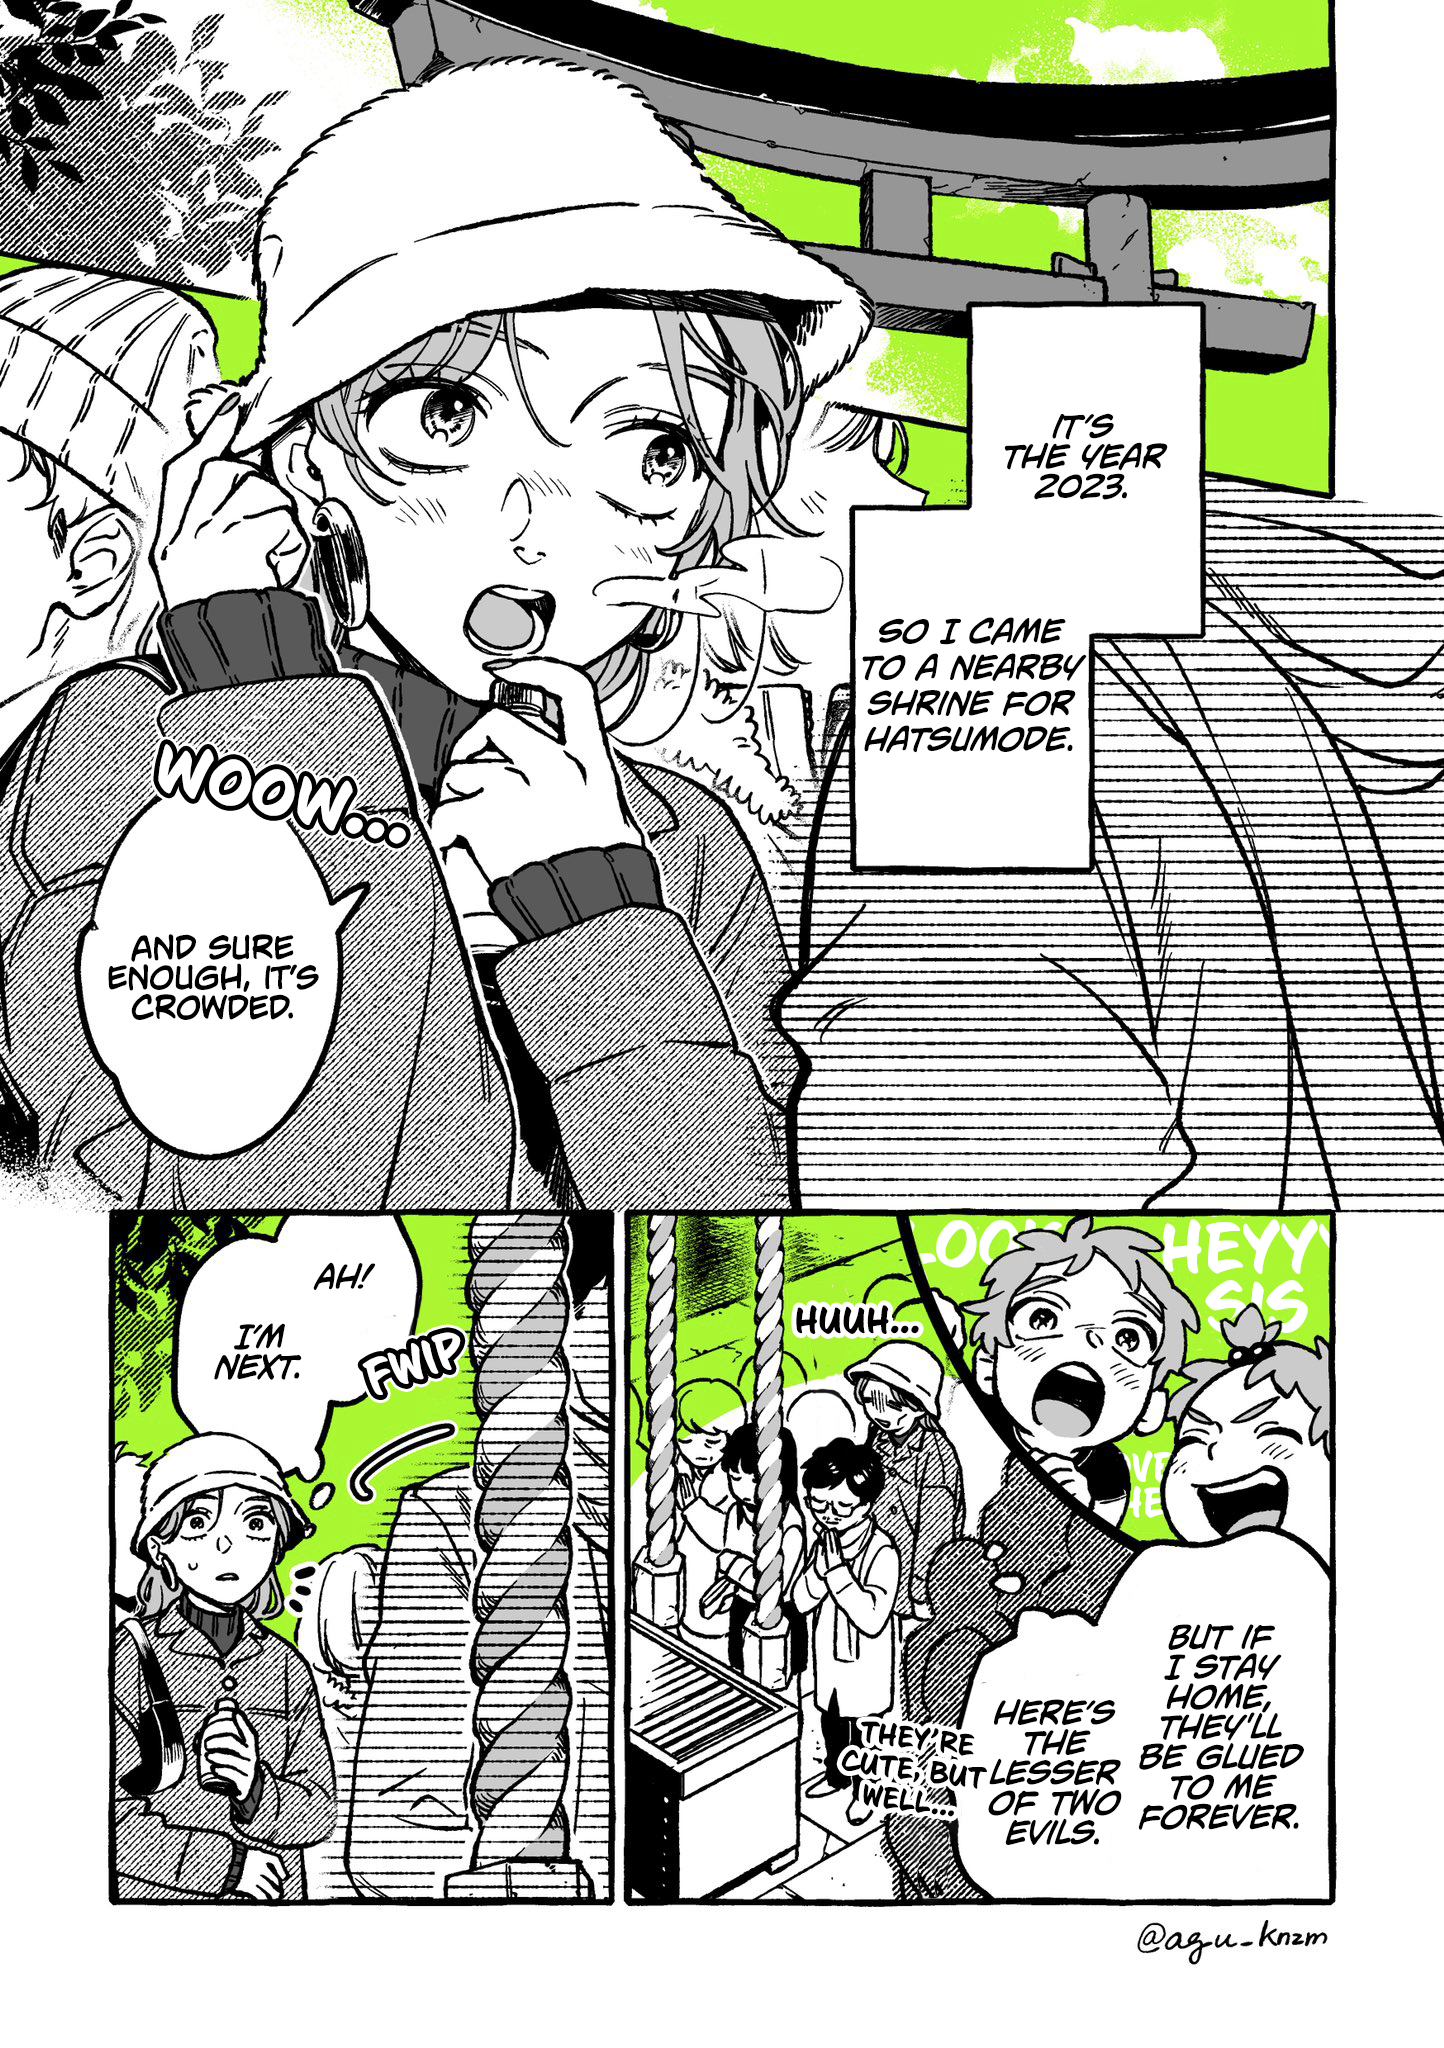 IT'S
THE YEAR
2023.
SO I CAME
TO A NEARBY
SHRINE FOR
HATSUMODE.
WOOW...
AND SURE
ENOUGH, IT'S
CROWDED.
HEYYY
SIS
LOOK
BUT IF
I STAY
HOME,
THEY'LL
BE GLUED
TO ME
FOREVER.
HERE'S
THE
LESSER
OF TWO
EVILS.
HUUH...
THEY'RE
CUTE, BUT
WELL...
AH!
I'M
NEXT.
FWIP
@agu_knzm